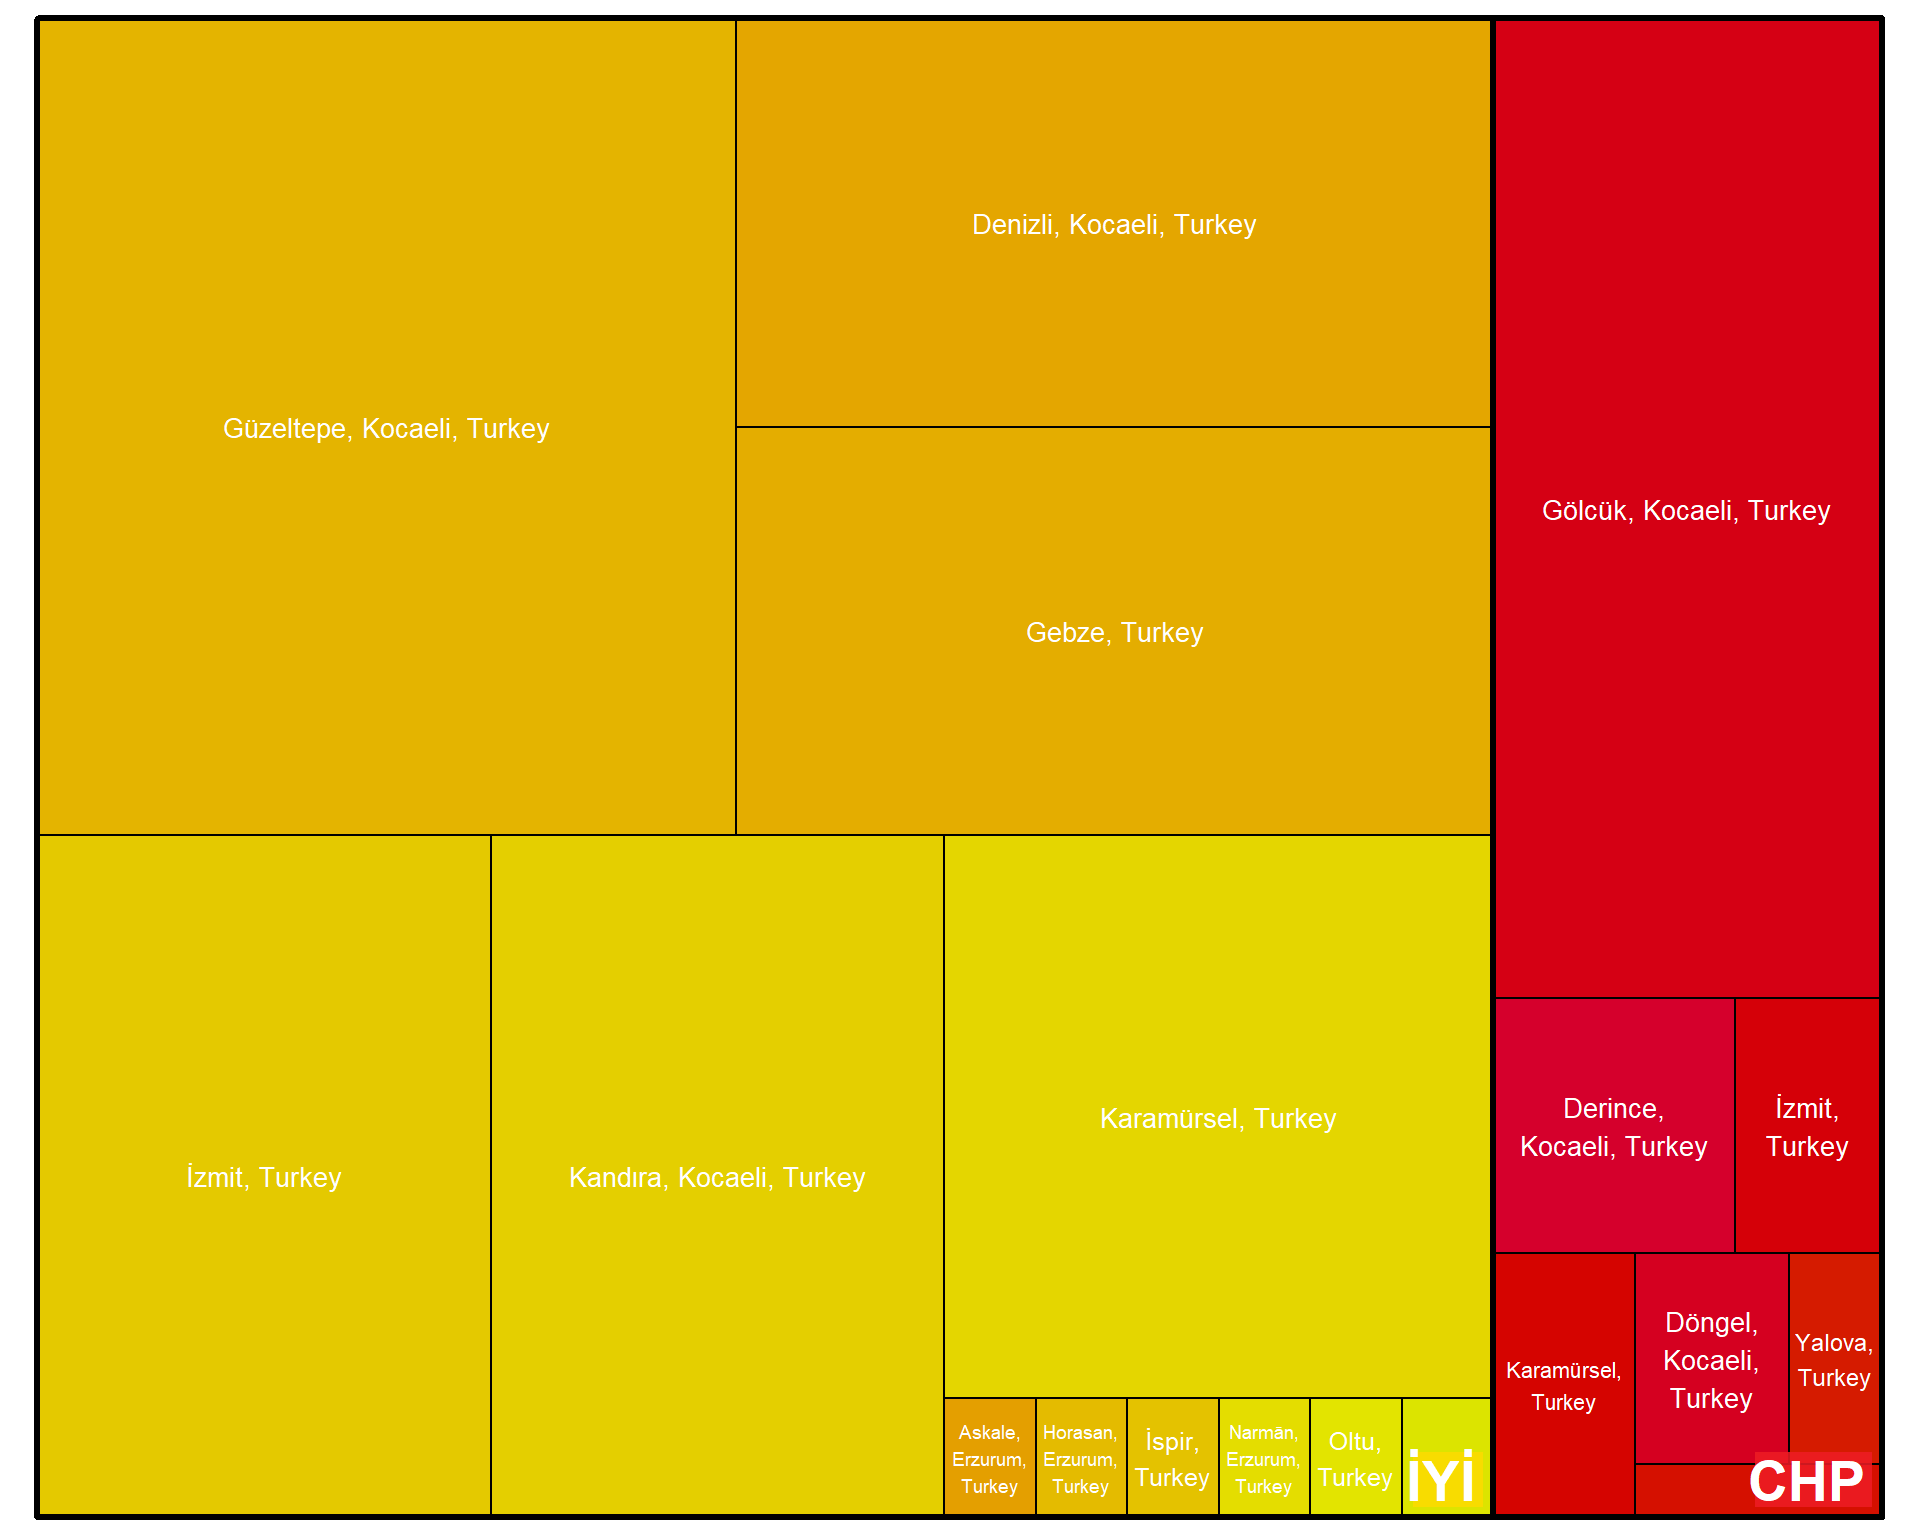 Denizli, Kocaeli, Turkey
Güzeltepe, Kocaeli, Turkey
Gebze, Turkey
İzmit, Turkey
Kandıra, Kocaeli, Turkey
Karamürsel, Turkey
Askale,
Erzurum,
Turkey
Horasan,
Erzurum,
Turkey
İspir,
Turkey
Narmãn,
Erzurum,
Turkey
Oltu,
Turkey
İYİ
Gölcük, Kocaeli, Turkey
Derince,
Kocaeli, Turkey
İzmit,
Turkey
Karamürsel,
Turkey
Döngel,
Kocaeli,
Turkey
Yalova,
Turkey
CHP